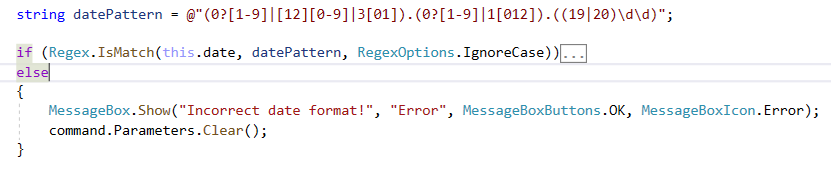 string datePattern = @"(0?[1-9]|[12][0-9]|3[01]).(0?[1-9]|1[012]).((19|20)\d\d)";
if (Regex.IsMatch(this.date, datePattern, RegexOptions.IgnoreCase))...
else
{
MessageBox.Show("Incorrect date format!", "Error", MessageBoxButtons.OK, MessageBoxIcon.Error);
command.Parameters.Clear();
}